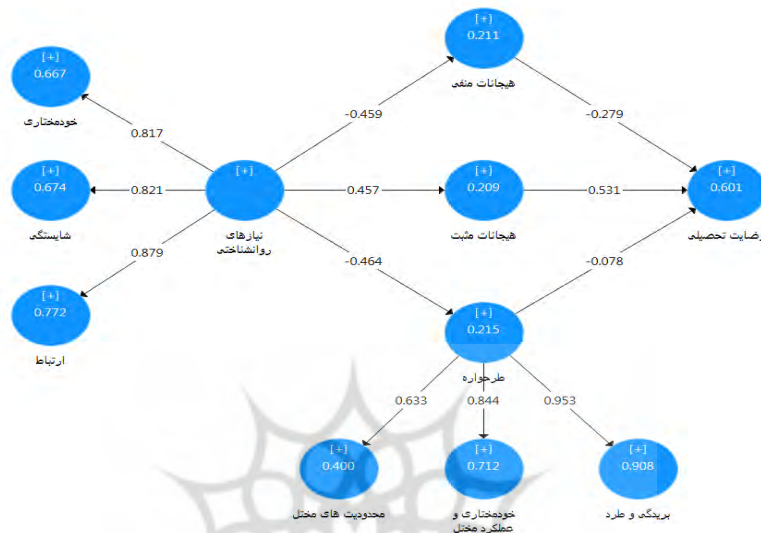 [+]
0.211
هیجانات منفی
[+]
0.667
خودمختاری
0.817
-0.459
-0.279
[+]
0.674
شایستگی
0.821
[+]
نیازهای
روانشناختی
0.457
[+]
0.209
هیجانات مثبت
0.531
[+]
0.601
رضایت تحصیلی
0.879
-0.464
-0.078
[+]
0.772
ارتباط
[+]
0.215
طرحواره
0.633
0.844
0.953
[+]
0.400
محدودیت های مختل
[+]
0.712
خودمختاری و
عملکرد مختل
[+]
0.908
بریدگی و طرد